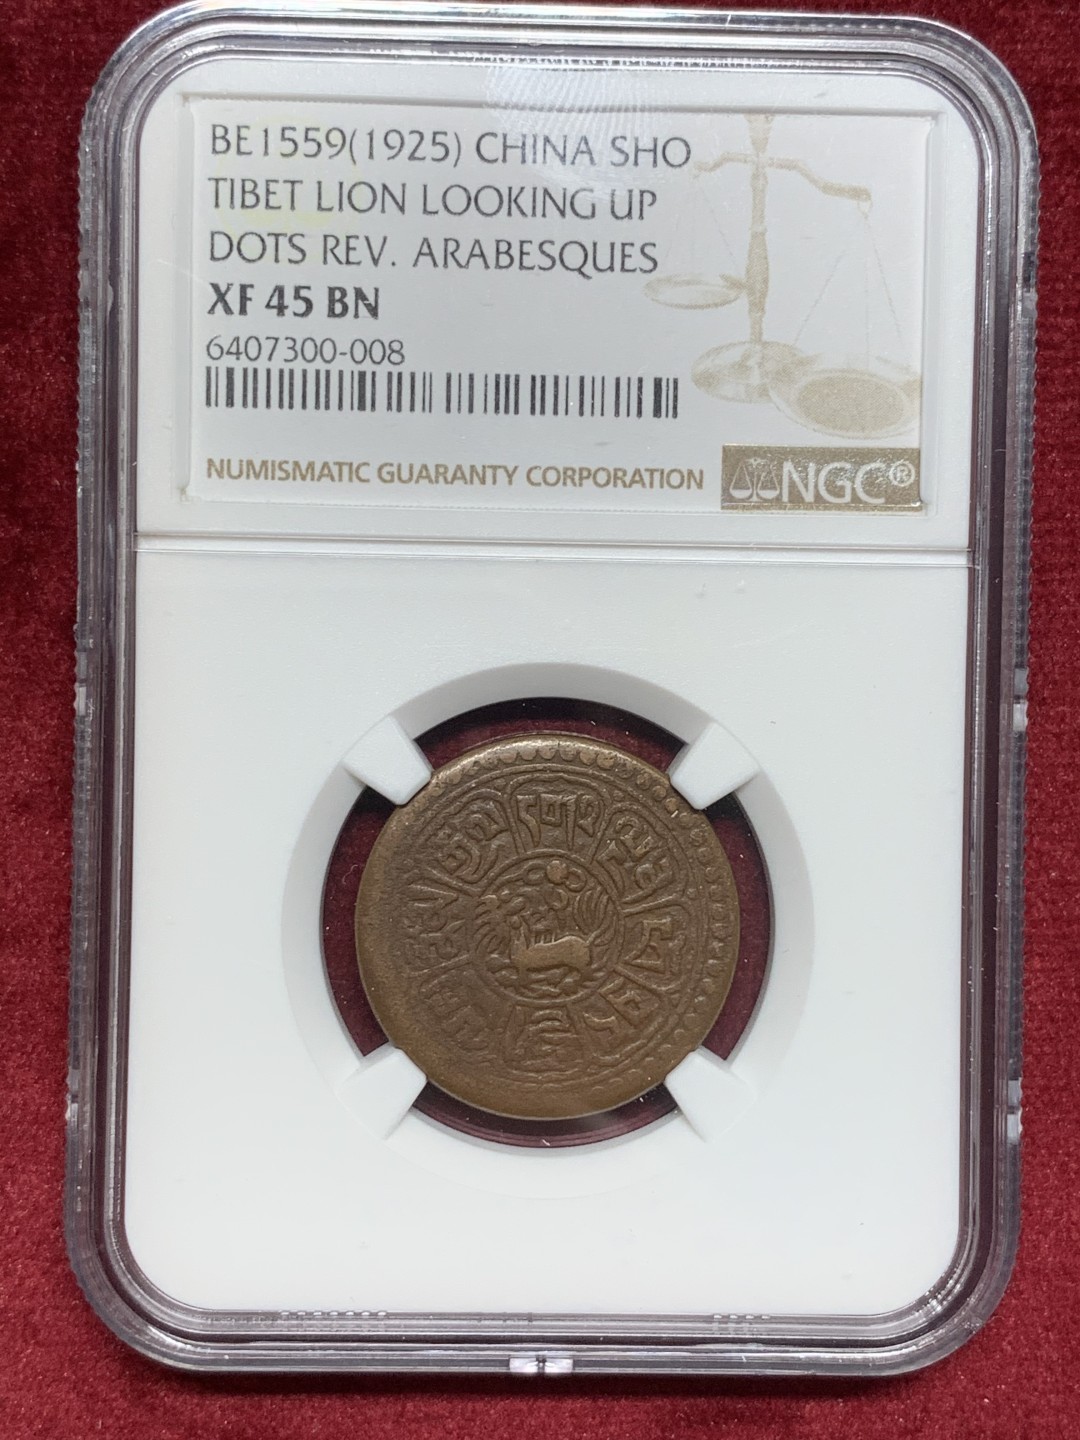 BE1559(1925) CHINA SHO
TIBET LION LOOKING UP
DOTS REV. ARABESQUES
XF 45 BN
6407300-008
NUMISMATIC GUARANTY CORPORATION
NGC®